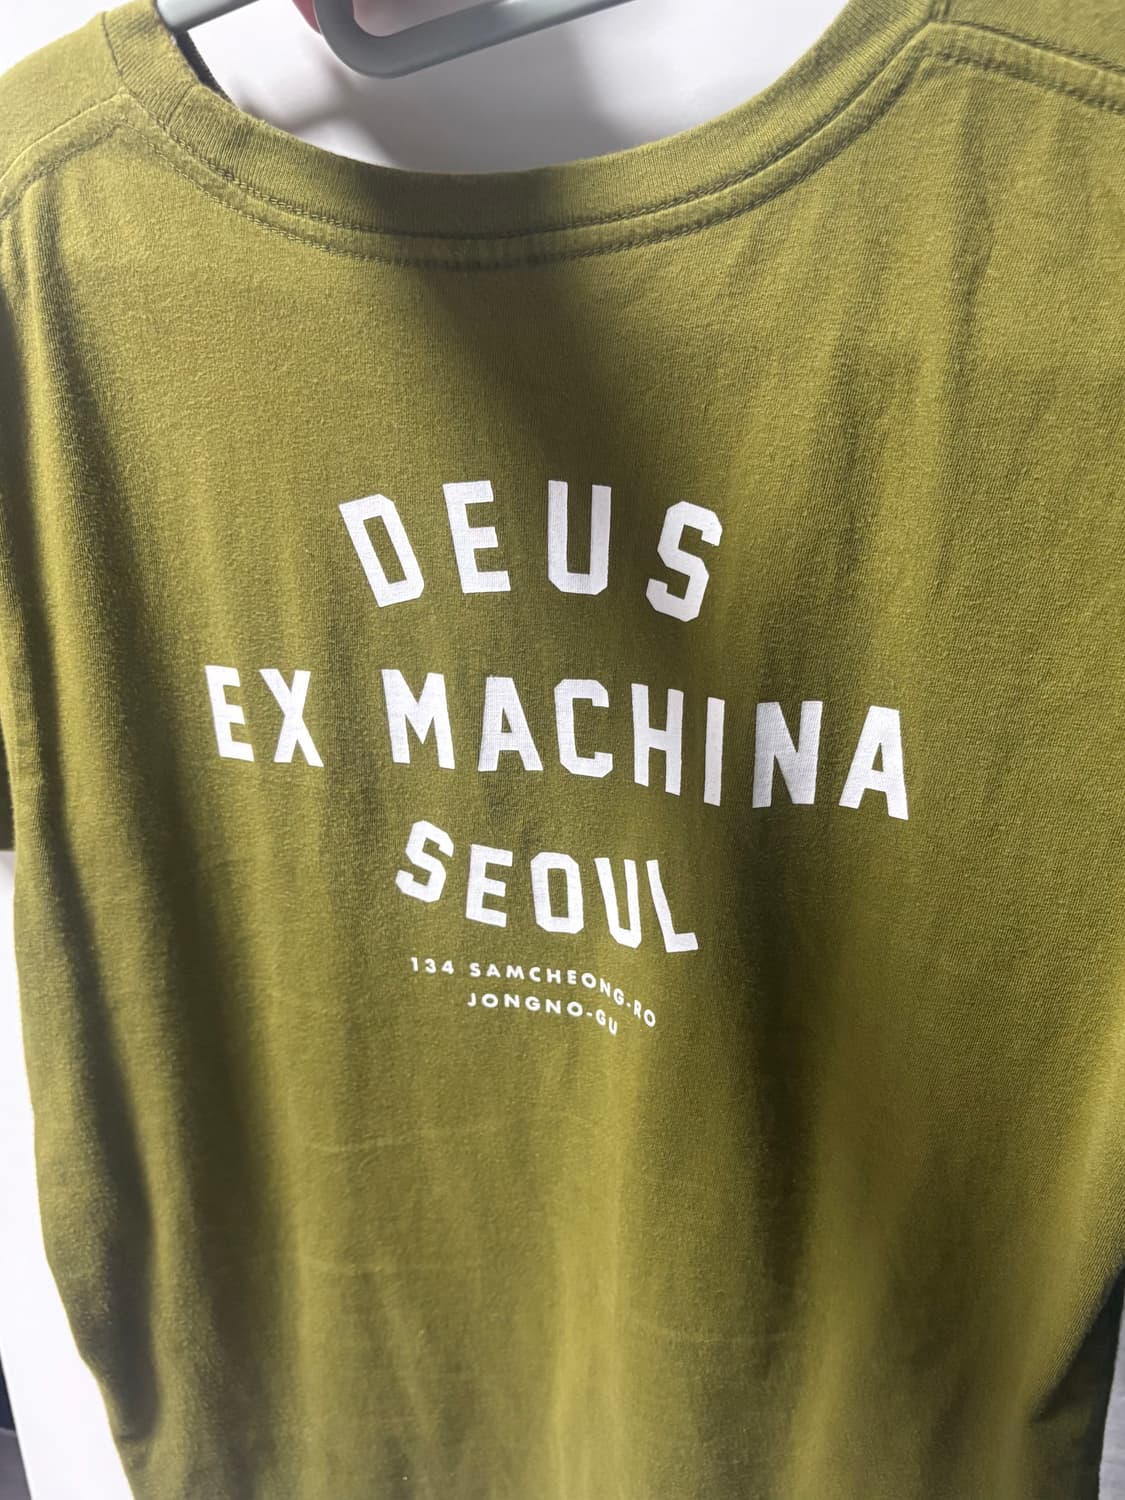 DEUS
EX MACHINA
SEOUL
134 SAMCHEONG-RO
JONGNO-GU